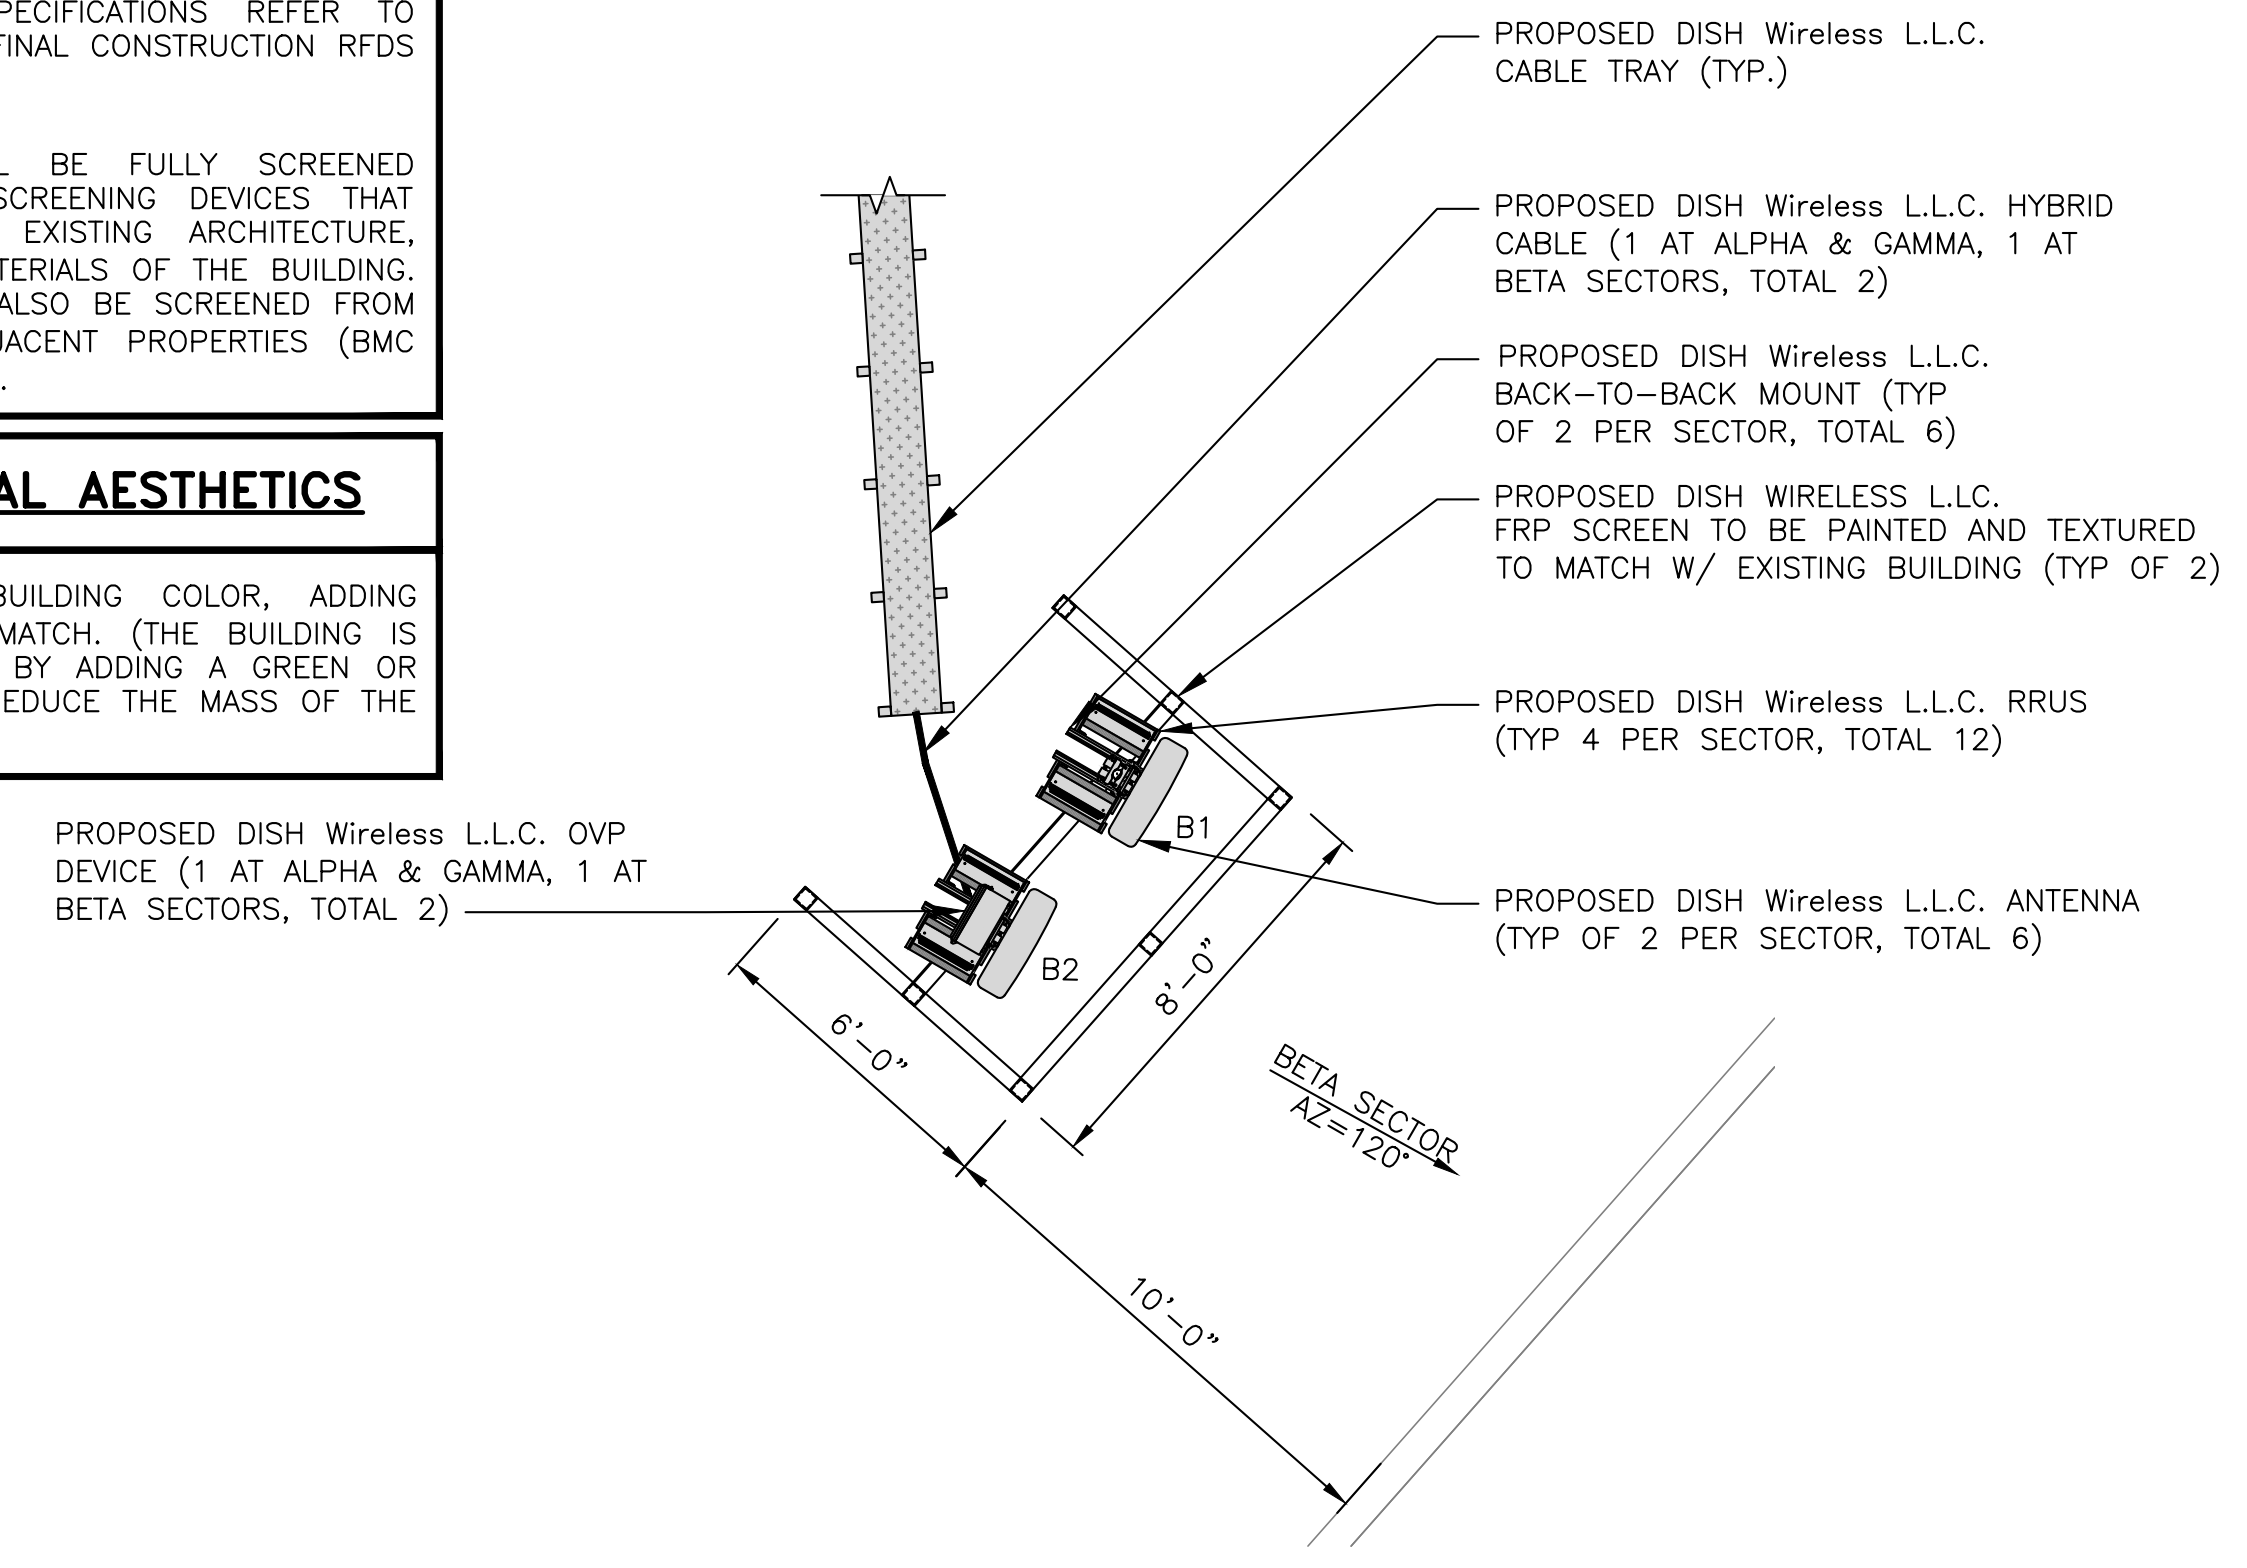 PECIFICATIONS REFER TO
FINAL CONSTRUCTION RFDS
BE FULLY SCREENED
SCREENING DEVICES THAT
EXISTING ARCHITECTURE,
TERIALS OF THE BUILDING.
ALSO BE SCREENED FROM
JACENT PROPERTIES (BMC
.
AL AESTHETICS
BUILDING COLOR, ADDING
MATCH. (THE BUILDING IS
BY ADDING A GREEN OR
EDUCE THE MASS OF THE
PROPOSED DISH Wireless L.L.C. OVP
DEVICE (1 AT ALPHA & GAMMA, 1 AT
BETA SECTORS, TOTAL 2)
PROPOSED DISH Wireless L.L.C.
CABLE TRAY (TYP.)
PROPOSED DISH Wireless L.L.C. HYBRID
CABLE (1 AT ALPHA & GAMMA, 1 AT
BETA SECTORS, TOTAL 2)
PROPOSED DISH Wireless L.L.C.
BACK-TO-BACK MOUNT (TYP
OF 2 PER SECTOR, TOTAL 6)
PROPOSED DISH WIRELESS L.LC.
FRP SCREEN TO BE PAINTED AND TEXTURED
TO MATCH W/ EXISTING BUILDING (TYP OF 2)
PROPOSED DISH Wireless L.L.C. RRUS
(TYP 4 PER SECTOR, TOTAL 12)
PROPOSED DISH Wireless L.L.C. ANTENNA
(TYP OF 2 PER SECTOR, TOTAL 6)
B1
B2
8'-0"
6'-0"
BETA SECTOR
AZ=120°
10'-0"